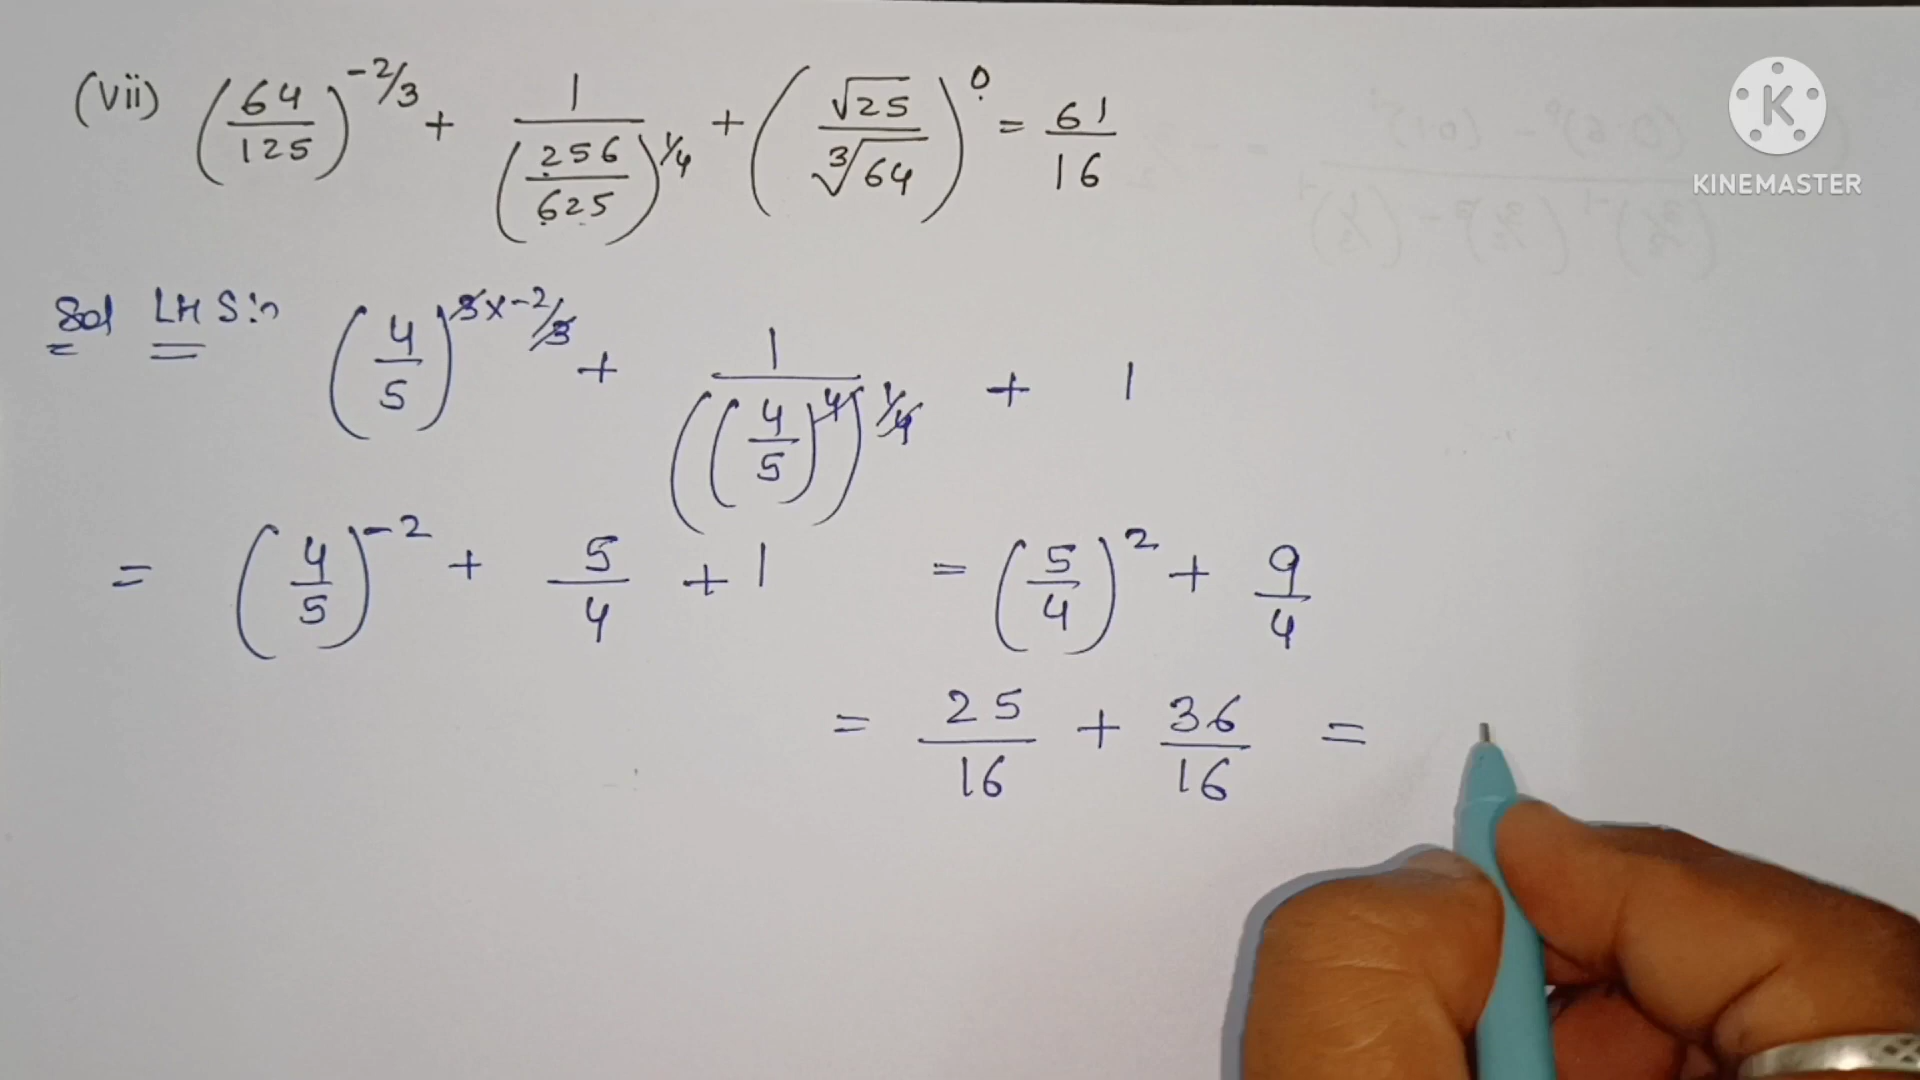 (vii) (64/125)^-2/3 + 1/(256/625)^1/4 + (√25/∛64)^0 = 61/16
KINEMASTER
Sol LHS:n (4/5)^3x-2/3 + 1/((4/5)^4)^1/4 + 1
= (4/5)^-2 + 5/4 + 1 = (5/4)^2 + 9/4
= 25/16 + 36/16 =